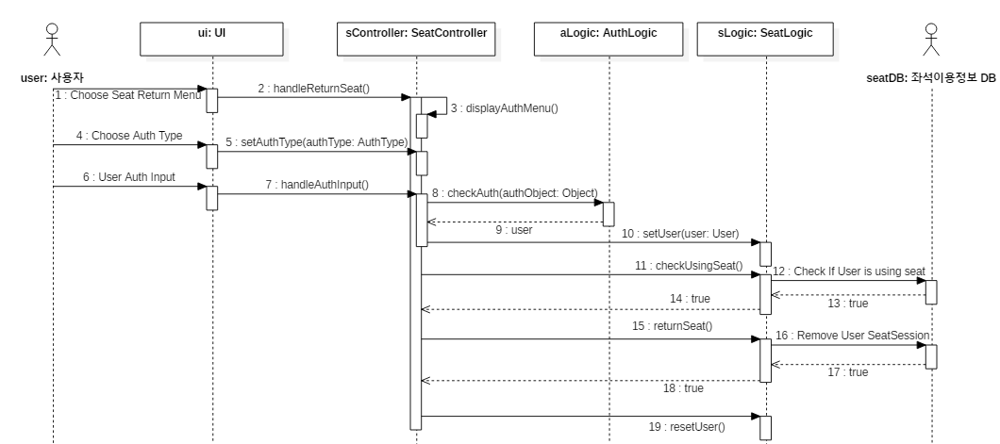 ui: UI
sController: SeatController
aLogic: AuthLogic
sLogic: SeatLogic
user: 사용자
seatDB: 좌석이용정보 DB
1 : Choose Seat Return Menu
2 : handleReturnSeat()
3 : displayAuthMenu()
4 : Choose Auth Type
5 : setAuthType(authType: AuthType)
6 : User Auth Input
7 : handleAuthInput()
8 : checkAuth(authObject: Object)
9 : user
10 : setUser(user: User)
11 : checkUsingSeat()
12 : Check If User is using seat
13 : true
14 : true
15 : returnSeat()
16 : Remove User SeatSession
17 : true
18 : true
19 : resetUser()